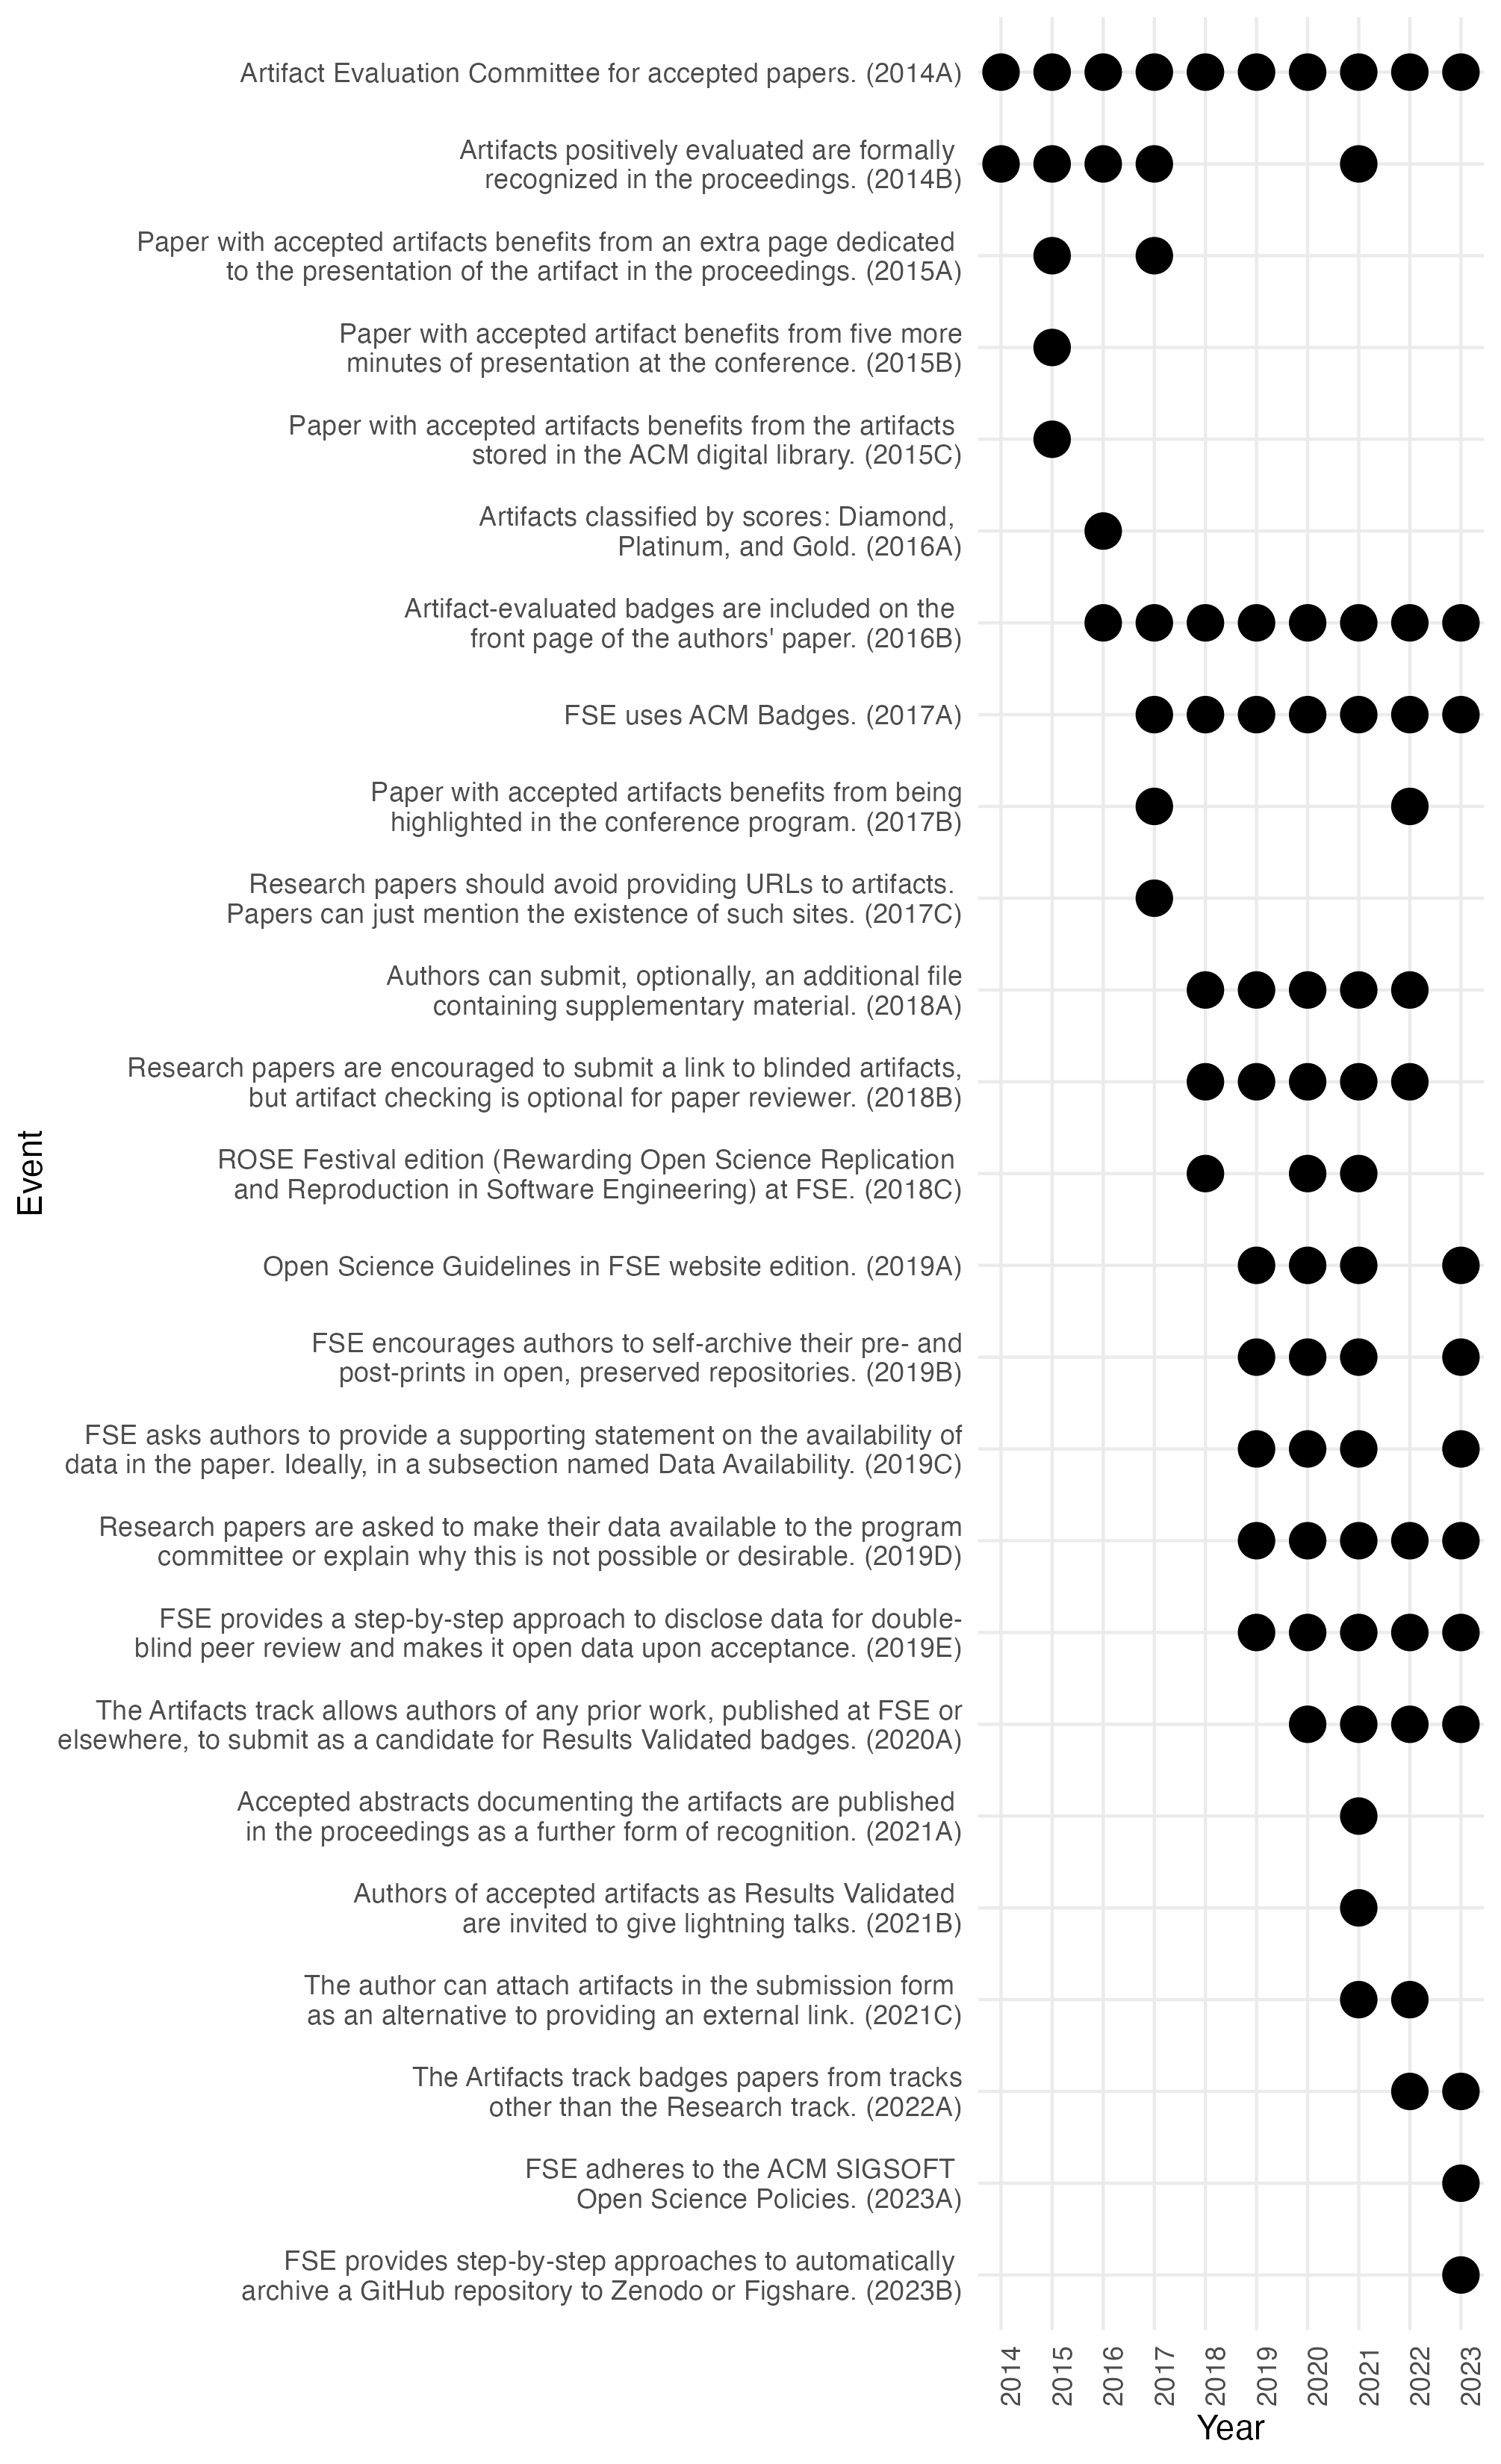 Artifact Evaluation Committee for accepted papers. (2014A)
Artifacts positively evaluated are formally
recognized in the proceedings. (2014B)
Paper with accepted artifacts benefits from an extra page dedicated
to the presentation of the artifact in the proceedings. (2015A)
Paper with accepted artifact benefits from five more
minutes of presentation at the conference. (2015B)
Paper with accepted artifacts benefits from the artifacts
stored in the ACM digital library. (2015C)
Artifacts classified by scores: Diamond,
Platinum, and Gold. (2016A)
Artifact-evaluated badges are included on the
front page of the authors' paper. (2016B)
FSE uses ACM Badges. (2017A)
Paper with accepted artifacts benefits from being
highlighted in the conference program. (2017B)
Research papers should avoid providing URLs to artifacts.
Papers can just mention the existence of such sites. (2017C)
Authors can submit, optionally, an additional file
containing supplementary material. (2018A)
Research papers are encouraged to submit a link to blinded artifacts,
but artifact checking is optional for paper reviewer. (2018B)
ROSE Festival edition (Rewarding Open Science Replication
and Reproduction in Software Engineering) at FSE. (2018C)
Open Science Guidelines in FSE website edition. (2019A)
FSE encourages authors to self-archive their pre- and
post-prints in open, preserved repositories. (2019B)
FSE asks authors to provide a supporting statement on the availability of
data in the paper. Ideally, in a subsection named Data Availability. (2019C)
Research papers are asked to make their data available to the program
committee or explain why this is not possible or desirable. (2019D)
FSE provides a step-by-step approach to disclose data for double-
blind peer review and makes it open data upon acceptance. (2019E)
The Artifacts track allows authors of any prior work, published at FSE or
elsewhere, to submit as a candidate for Results Validated badges. (2020A)
Accepted abstracts documenting the artifacts are published
in the proceedings as a further form of recognition. (2021A)
Authors of accepted artifacts as Results Validated
are invited to give lightning talks. (2021B)
The author can attach artifacts in the submission form
as an alternative to providing an external link. (2021C)
The Artifacts track badges papers from tracks
other than the Research track. (2022A)
FSE adheres to the ACM SIGSOFT
Open Science Policies. (2023A)
FSE provides step-by-step approaches to automatically
archive a GitHub repository to Zenodo or Figshare. (2023B)
Event
2014
2015
2016
2017
2018
2019
2020
2021
2022
2023
Year